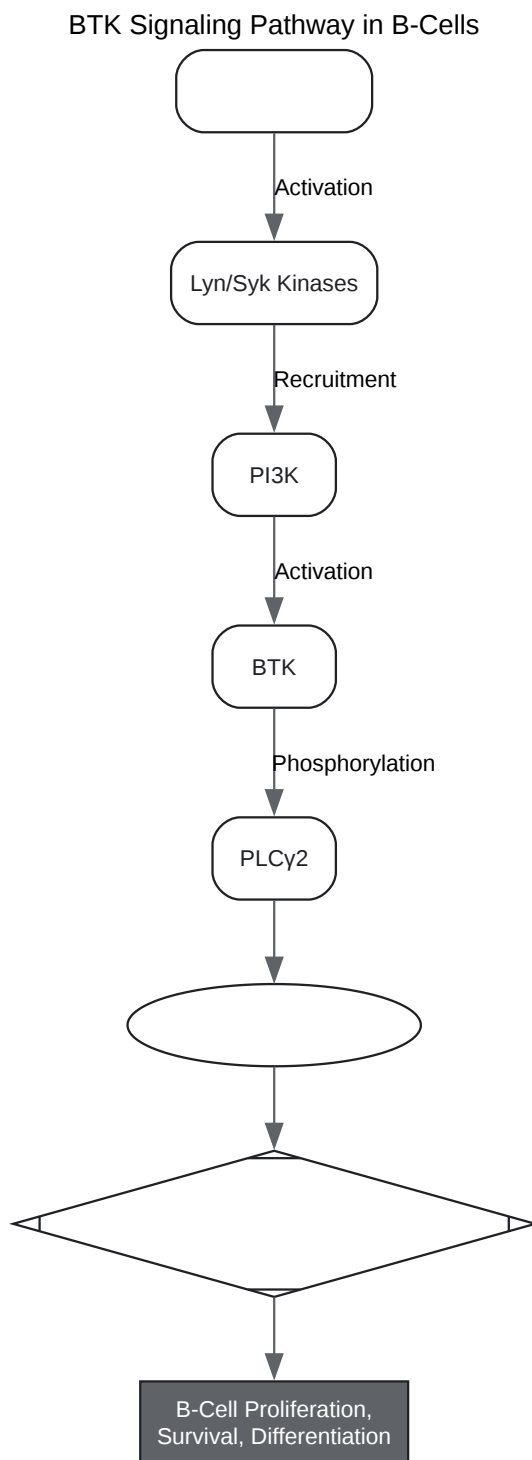 BTK Signaling Pathway in B-Cells
Activation
Lyn/Syk Kinases
Recruitment
PI3K
Activation
BTK
Phosphorylation
PLCγ2
B-Cell Proliferation,
Survival, Differentiation